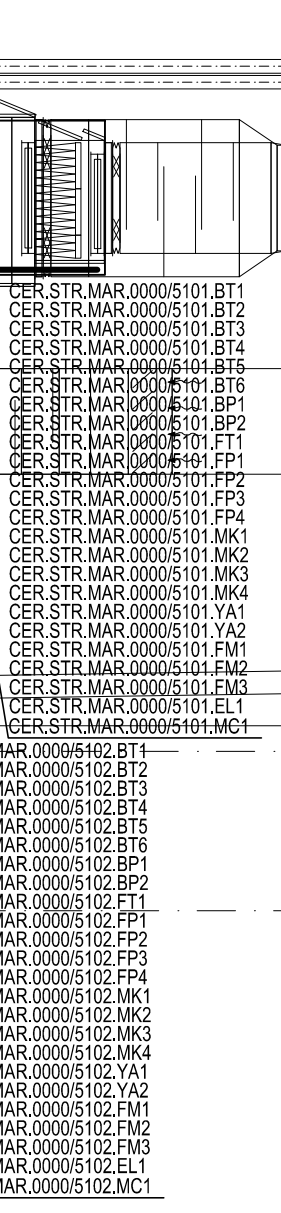 CER.STR.MAR.0000/5101.BT1
CER.STR.MAR.0000/5101.BT2
CER.STR.MAR.0000/5101.BT3
CER.STR.MAR.0000/5101.BT4
CER.STR.MAR.0000/5101.BT5
CER.STR.MAR.0000/5101.BT6
CER.STR.MAR.0000/5101.BP1
CER.STR.MAR.0000/5101.BP2
CER.STR.MAR.0000/5101.FT1
CER.STR.MAR.0000/5101.FP1
CER.STR.MAR.0000/5101.FP2
CER.STR.MAR.0000/5101.FP3
CER.STR.MAR.0000/5101.FP4
CER.STR.MAR.0000/5101.MK1
CER.STR.MAR.0000/5101.MK2
CER.STR.MAR.0000/5101.MK3
CER.STR.MAR.0000/5101.MK4
CER.STR.MAR.0000/5101.YA1
CER.STR.MAR.0000/5101.YA2
CER.STR.MAR.0000/5101.FM1
CER.STR.MAR.0000/5101.FM2
CER.STR.MAR.0000/5101.FM3
CER.STR.MAR.0000/5101.EL1
CER.STR.MAR.0000/5101.MC1
MAR.0000/5102.BT1
MAR.0000/5102.BT2
MAR.0000/5102.BT3
MAR.0000/5102.BT4
MAR.0000/5102.BT5
MAR.0000/5102.BT6
MAR.0000/5102.BP1
MAR.0000/5102.BP2
MAR.0000/5102.FT1
MAR.0000/5102.FP1
MAR.0000/5102.FP2
MAR.0000/5102.FP3
MAR.0000/5102.FP4
MAR.0000/5102.MK1
MAR.0000/5102.MK2
MAR.0000/5102.MK3
MAR.0000/5102.MK4
MAR.0000/5102.YA1
MAR.0000/5102.YA2
MAR.0000/5102.FM1
MAR.0000/5102.FM2
MAR.0000/5102.FM3
MAR.0000/5102.EL1
MAR.0000/5102.MC1